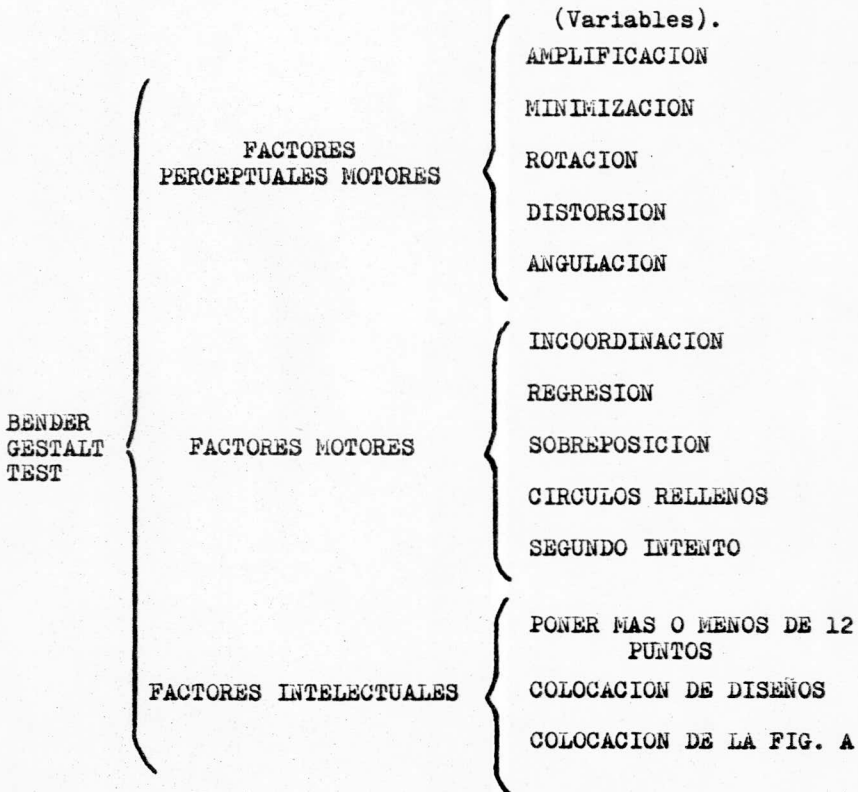 (Variables).
AMPLIFICACION
MINIMIZACION
FACTORES
PERCEPTUALES MOTORES
ROTACION
DISTORSION
ANGULACION
INCOORDINACION
REGRESION
BENDER
GESTALT
TEST
FACTORES MOTORES
SOBREPOSICION
CIRCULOS RELLENOS
SEGUNDO INTENTO
PONER MAS O MENOS DE 12
PUNTOS
FACTORES INTELECTUALES
COLOCACION DE DISEÑOS
COLOCACION DE LA FIG. A